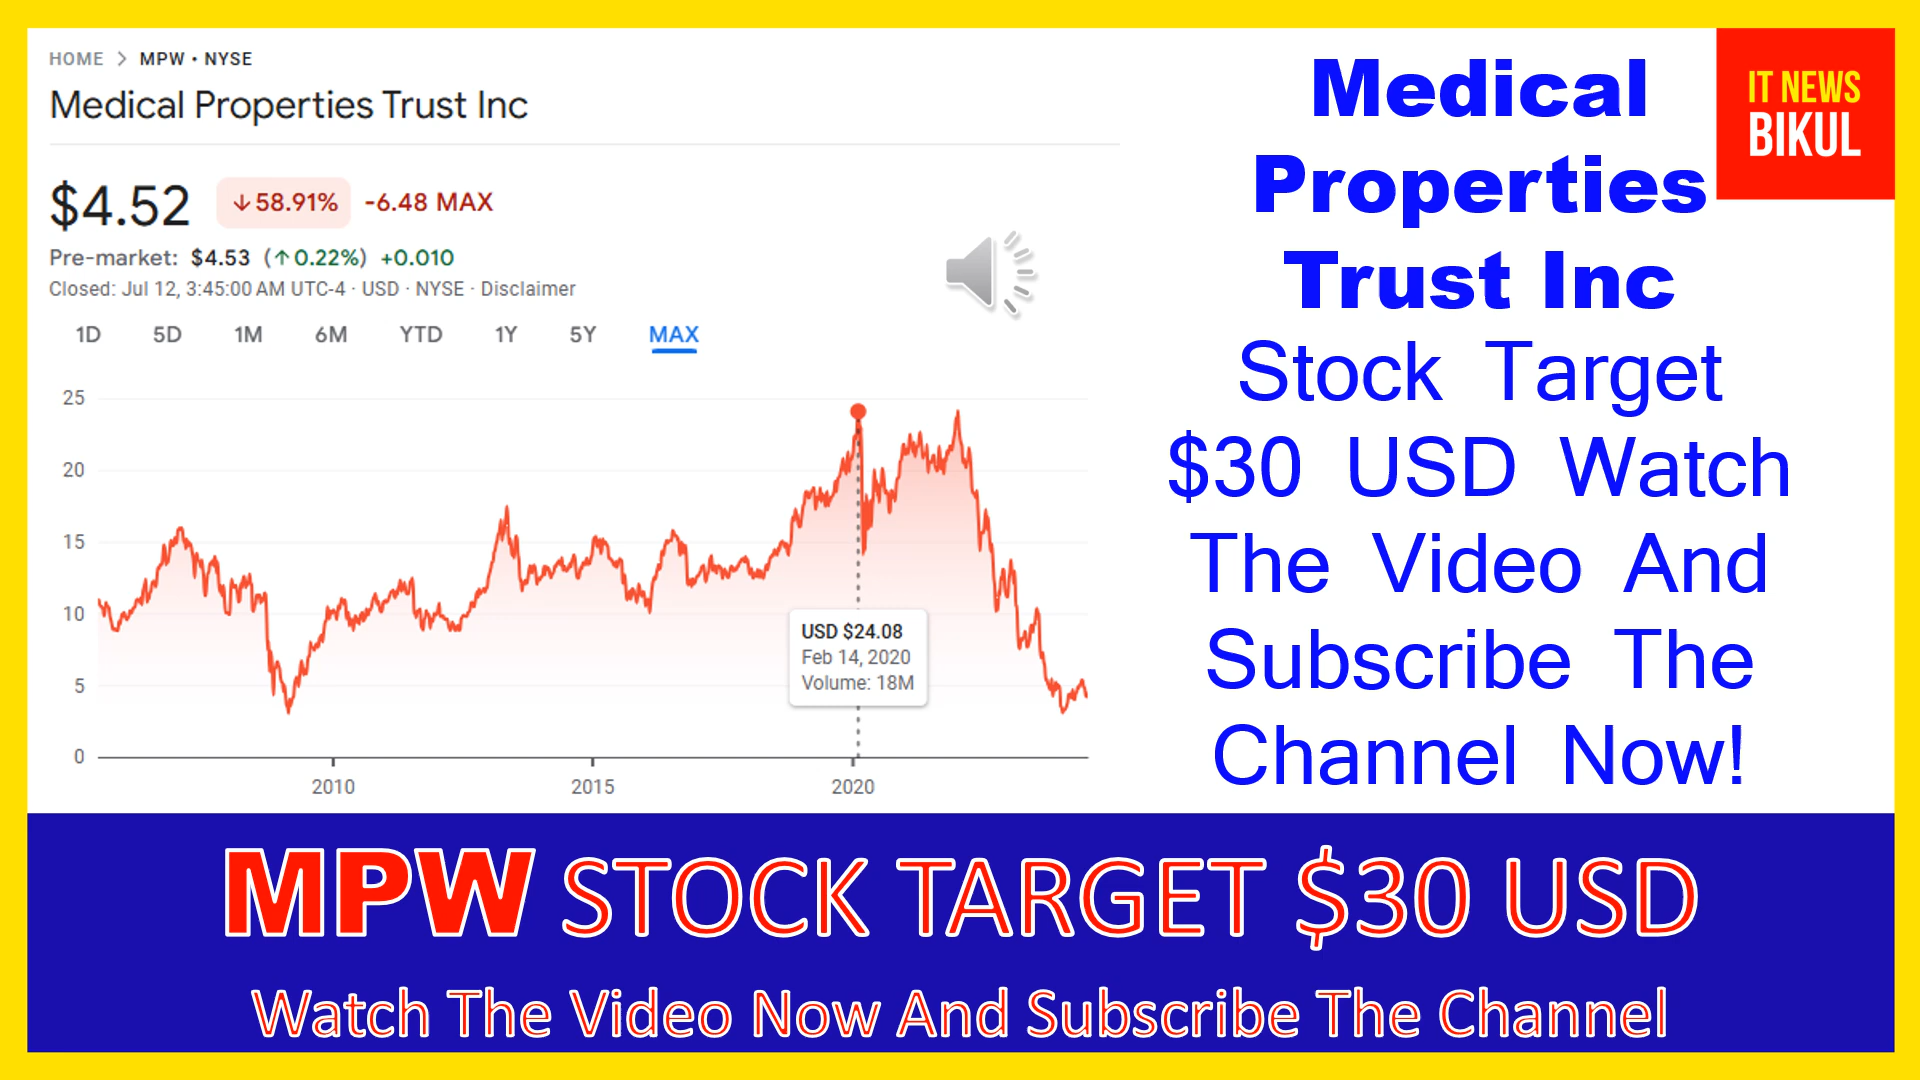 HOME > MPW • NYSE
Medical Properties Trust Inc
$4.52 ↓58.91% -6.48 MAX
Pre-market: $4.53 (↑0.22%) +0.010
Closed: Jul 12, 3:45:00 AM UTC-4 · USD · NYSE · Disclaimer
1D 5D 1M 6M YTD 1Y 5Y MAX
25
20
15
10
5
0
USD $24.08
Feb 14, 2020
Volume: 18M
2010 2015 2020
Medical
Properties
Trust Inc
Stock Target
$30 USD Watch
The Video And
Subscribe The
Channel Now!
IT NEWS
BIKUL
MPW STOCK TARGET $30 USD
Watch The Video Now And Subscribe The Channel